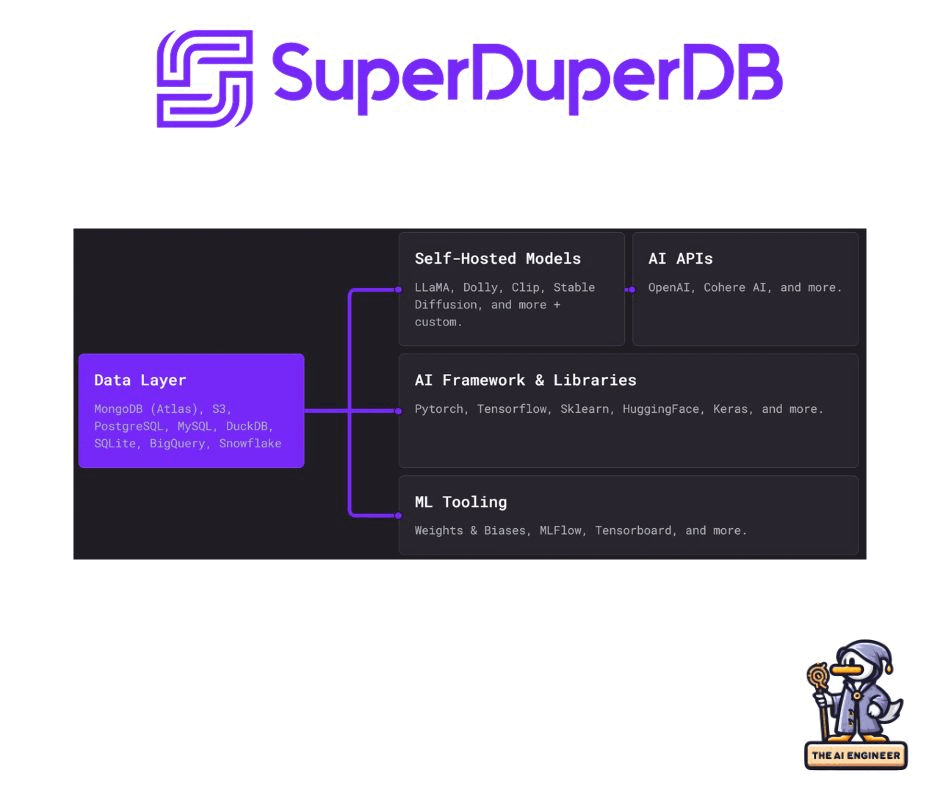 SuperDuperDB
Self-Hosted Models
LLaMA, Dolly, Clip, Stable
Diffusion, and more +
custom.
AI APIs
OpenAI, Cohere AI, and more.
Data Layer
MongoDB (Atlas), S3,
PostgreSQL, MySQL, DuckDB,
SQLite, BigQuery, Snowflake
AI Framework & Libraries
Pytorch, Tensorflow, Sklearn, HuggingFace, Keras, and more.
ML Tooling
Weights & Biases, MLFlow, Tensorboard, and more.
THE AI ENGINEER